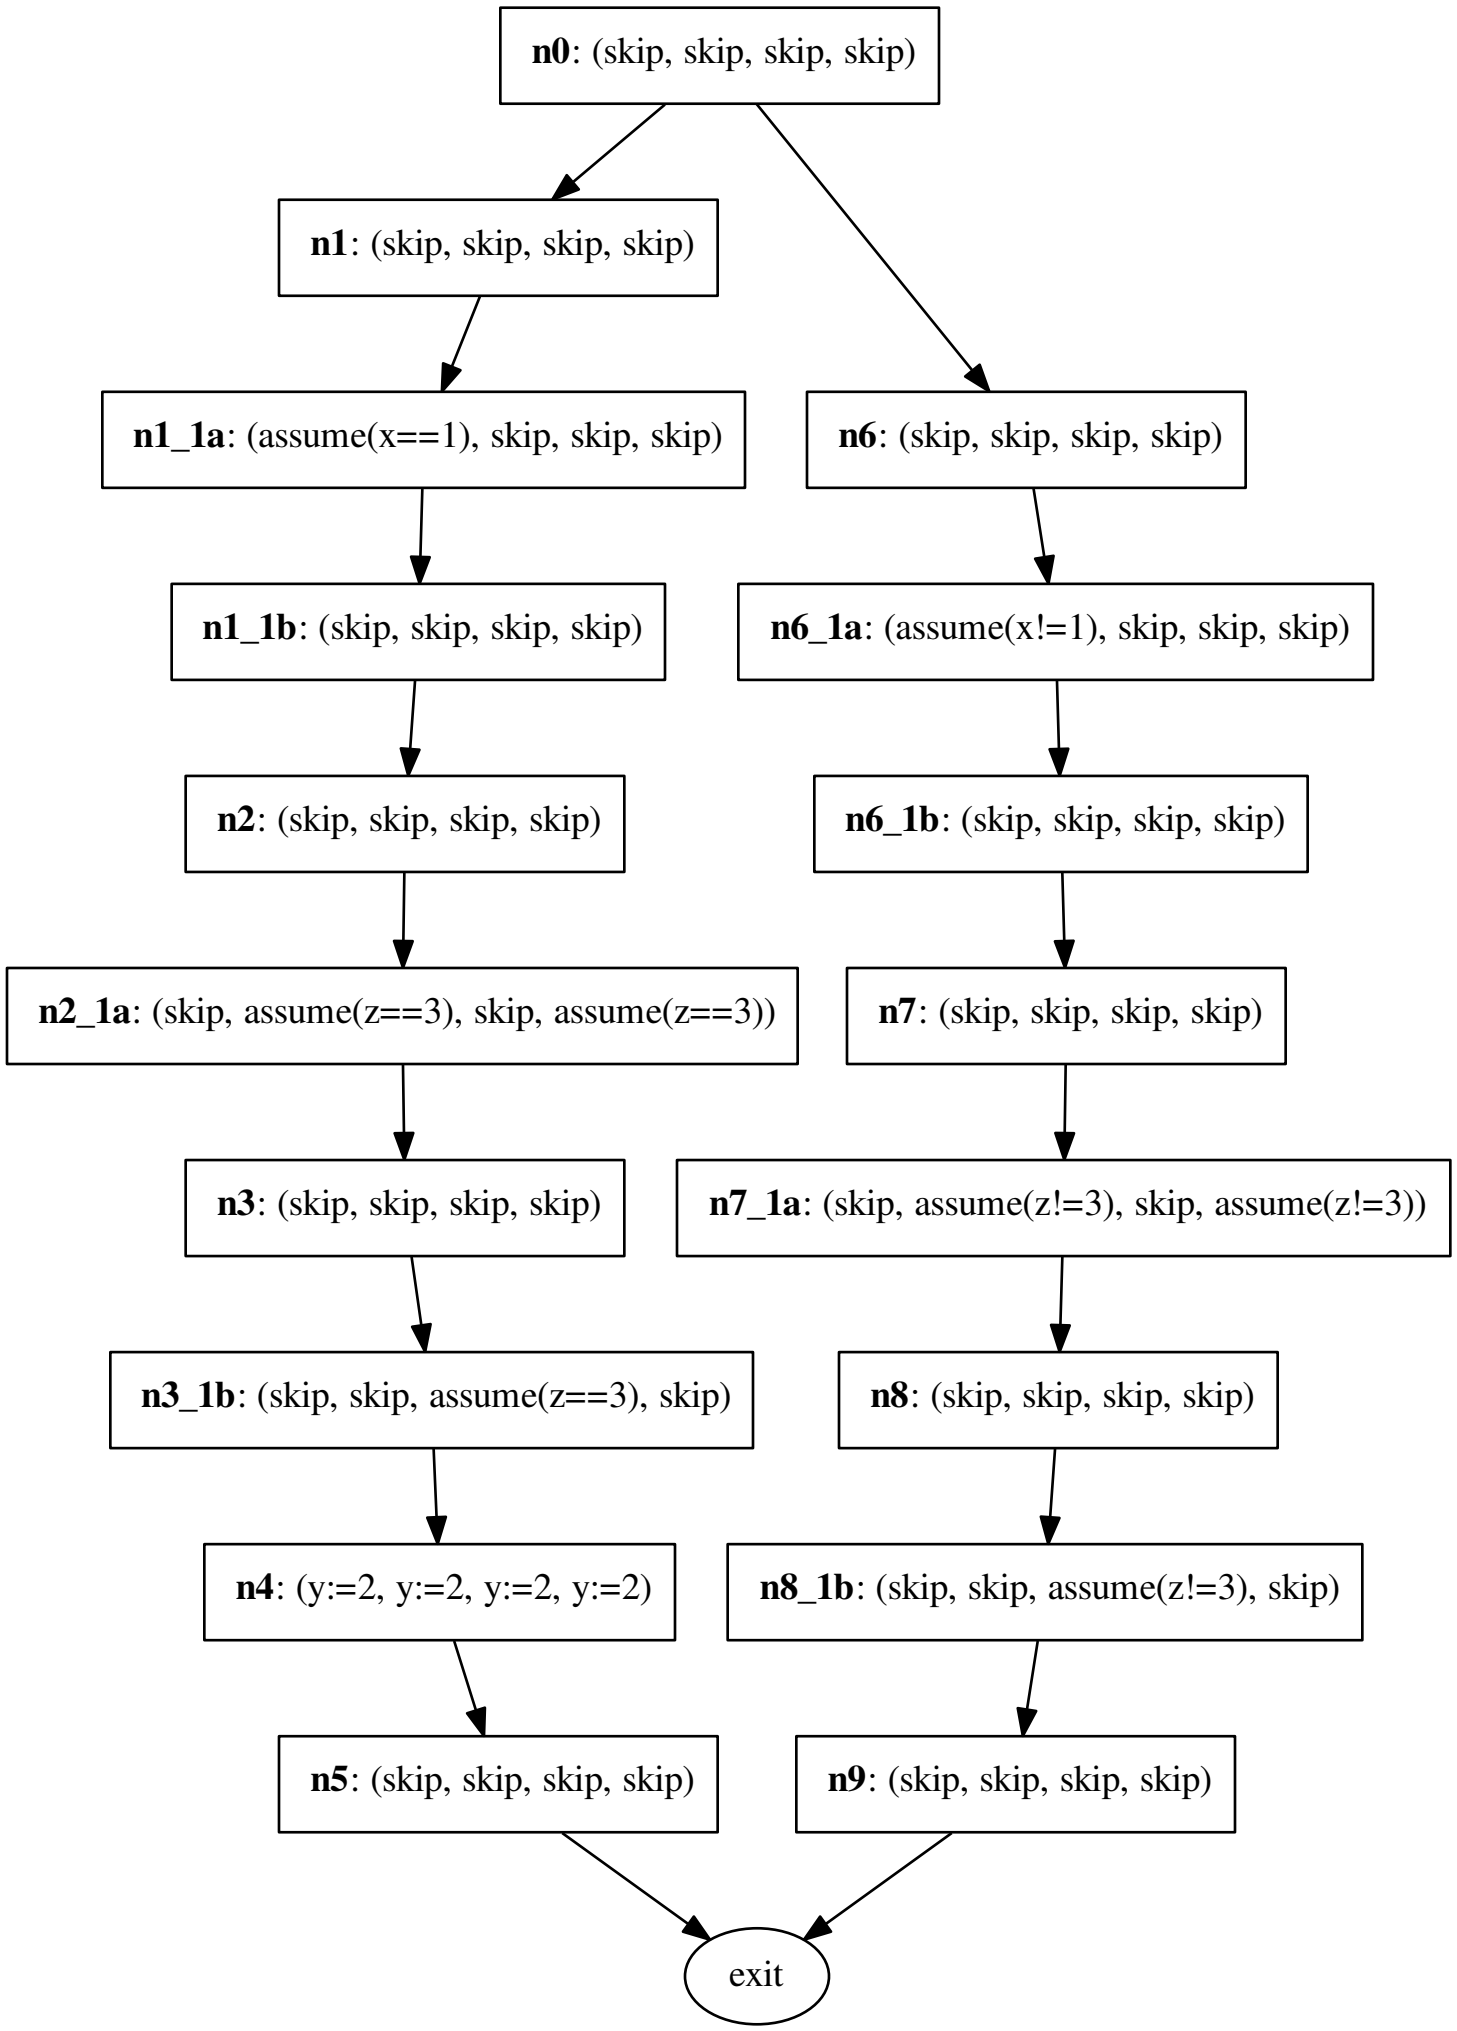 n0: (skip, skip, skip, skip)
n1: (skip, skip, skip, skip)
n1_1a: (assume(x==1), skip, skip, skip)
n6: (skip, skip, skip, skip)
n1_1b: (skip, skip, skip, skip)
n6_1a: (assume(x!=1), skip, skip, skip)
n2: (skip, skip, skip, skip)
n6_1b: (skip, skip, skip, skip)
n2_1a: (skip, assume(z==3), skip, assume(z==3))
n7: (skip, skip, skip, skip)
n3: (skip, skip, skip, skip)
n7_1a: (skip, assume(z!=3), skip, assume(z!=3))
n3_1b: (skip, skip, assume(z==3), skip)
n8: (skip, skip, skip, skip)
n4: (y:=2, y:=2, y:=2, y:=2)
n8_1b: (skip, skip, assume(z!=3), skip)
n5: (skip, skip, skip, skip)
n9: (skip, skip, skip, skip)
exit